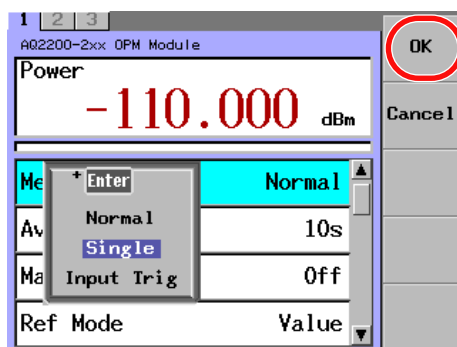 1 2 3
AQ2200-2xx OPM Module
OK
Power
-110.000 dBm
Cancel
Me Normal
+ Enter
Normal
Single
Input Trig
Av 10s
Ma Off
Ref Mode Value